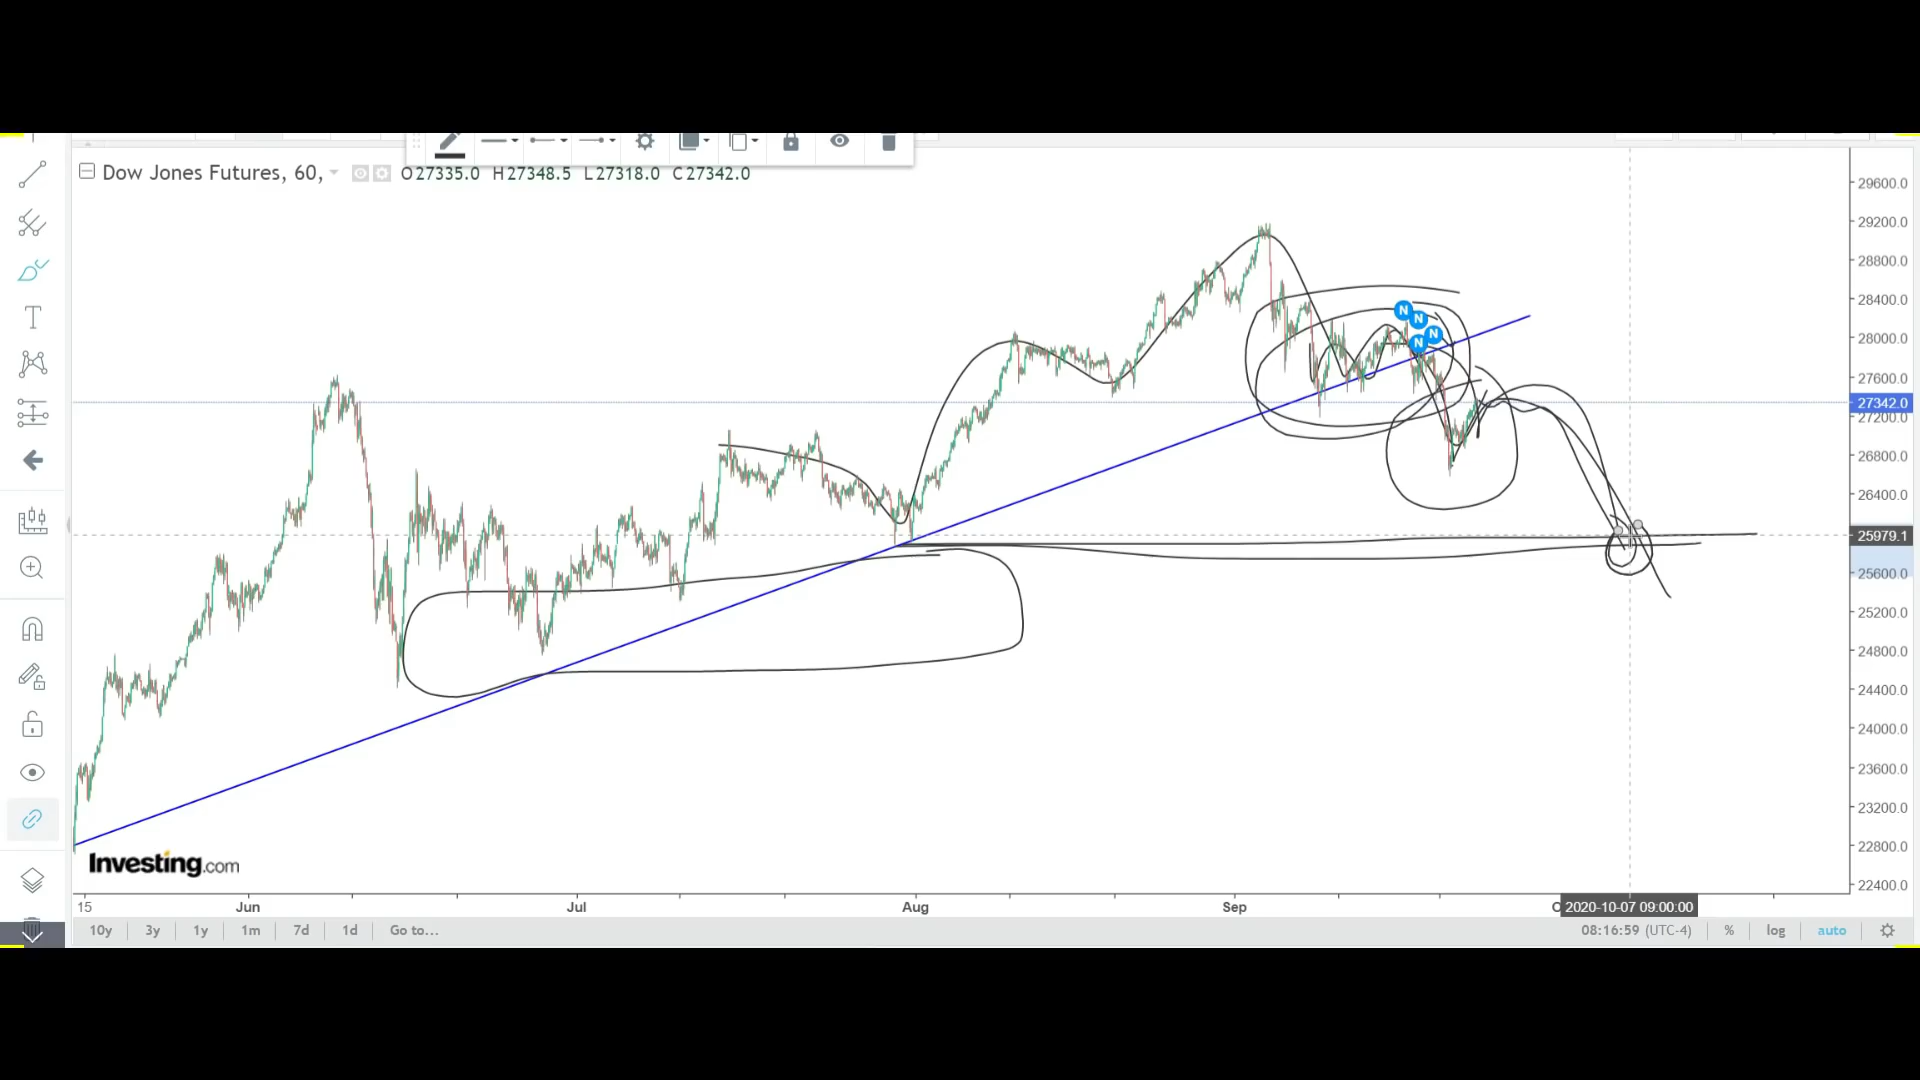 Dow Jones Futures, 60, O27335.0 H27348.5 L27318.0 C27342.0
29600.0
29200.0
28800.0
28400.0
N
N
N
N
28000.0
27600.0
27342.0
27200.0
26800.0
26400.0
25979.1
25600.0
25200.0
24800.0
24400.0
24000.0
23600.0
23200.0
22800.0
22400.0
T
Investing.com
15 Jun Jul Aug Sep 2020-10-07 09:00:00
10y 3y 1y 1m 7d 1d Go to... 08:16:59 (UTC-4) % log auto